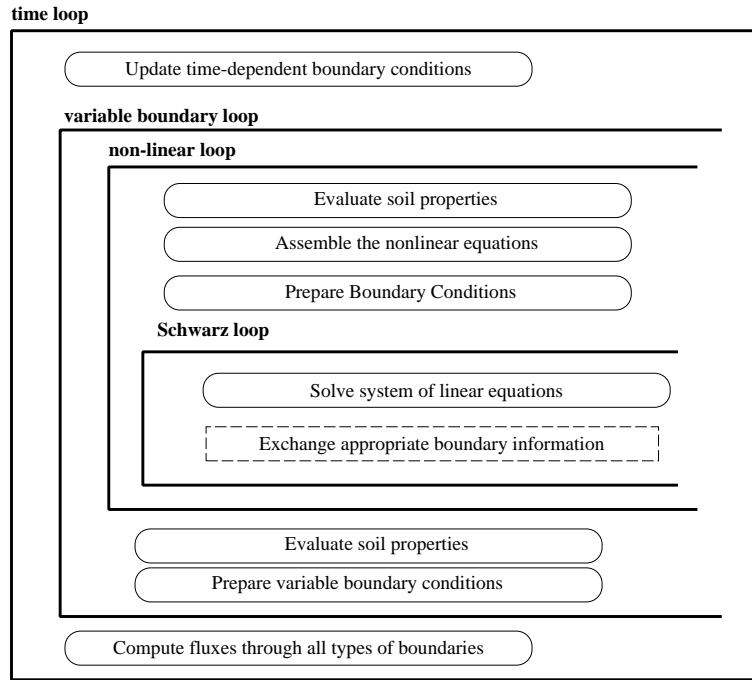 time loop
Update time-dependent boundary conditions
variable boundary loop
non-linear loop
Evaluate soil properties
Assemble the nonlinear equations
Prepare Boundary Conditions
Schwarz loop
Solve system of linear equations
Exchange appropriate boundary information
Evaluate soil properties
Prepare variable boundary conditions
Compute fluxes through all types of boundaries